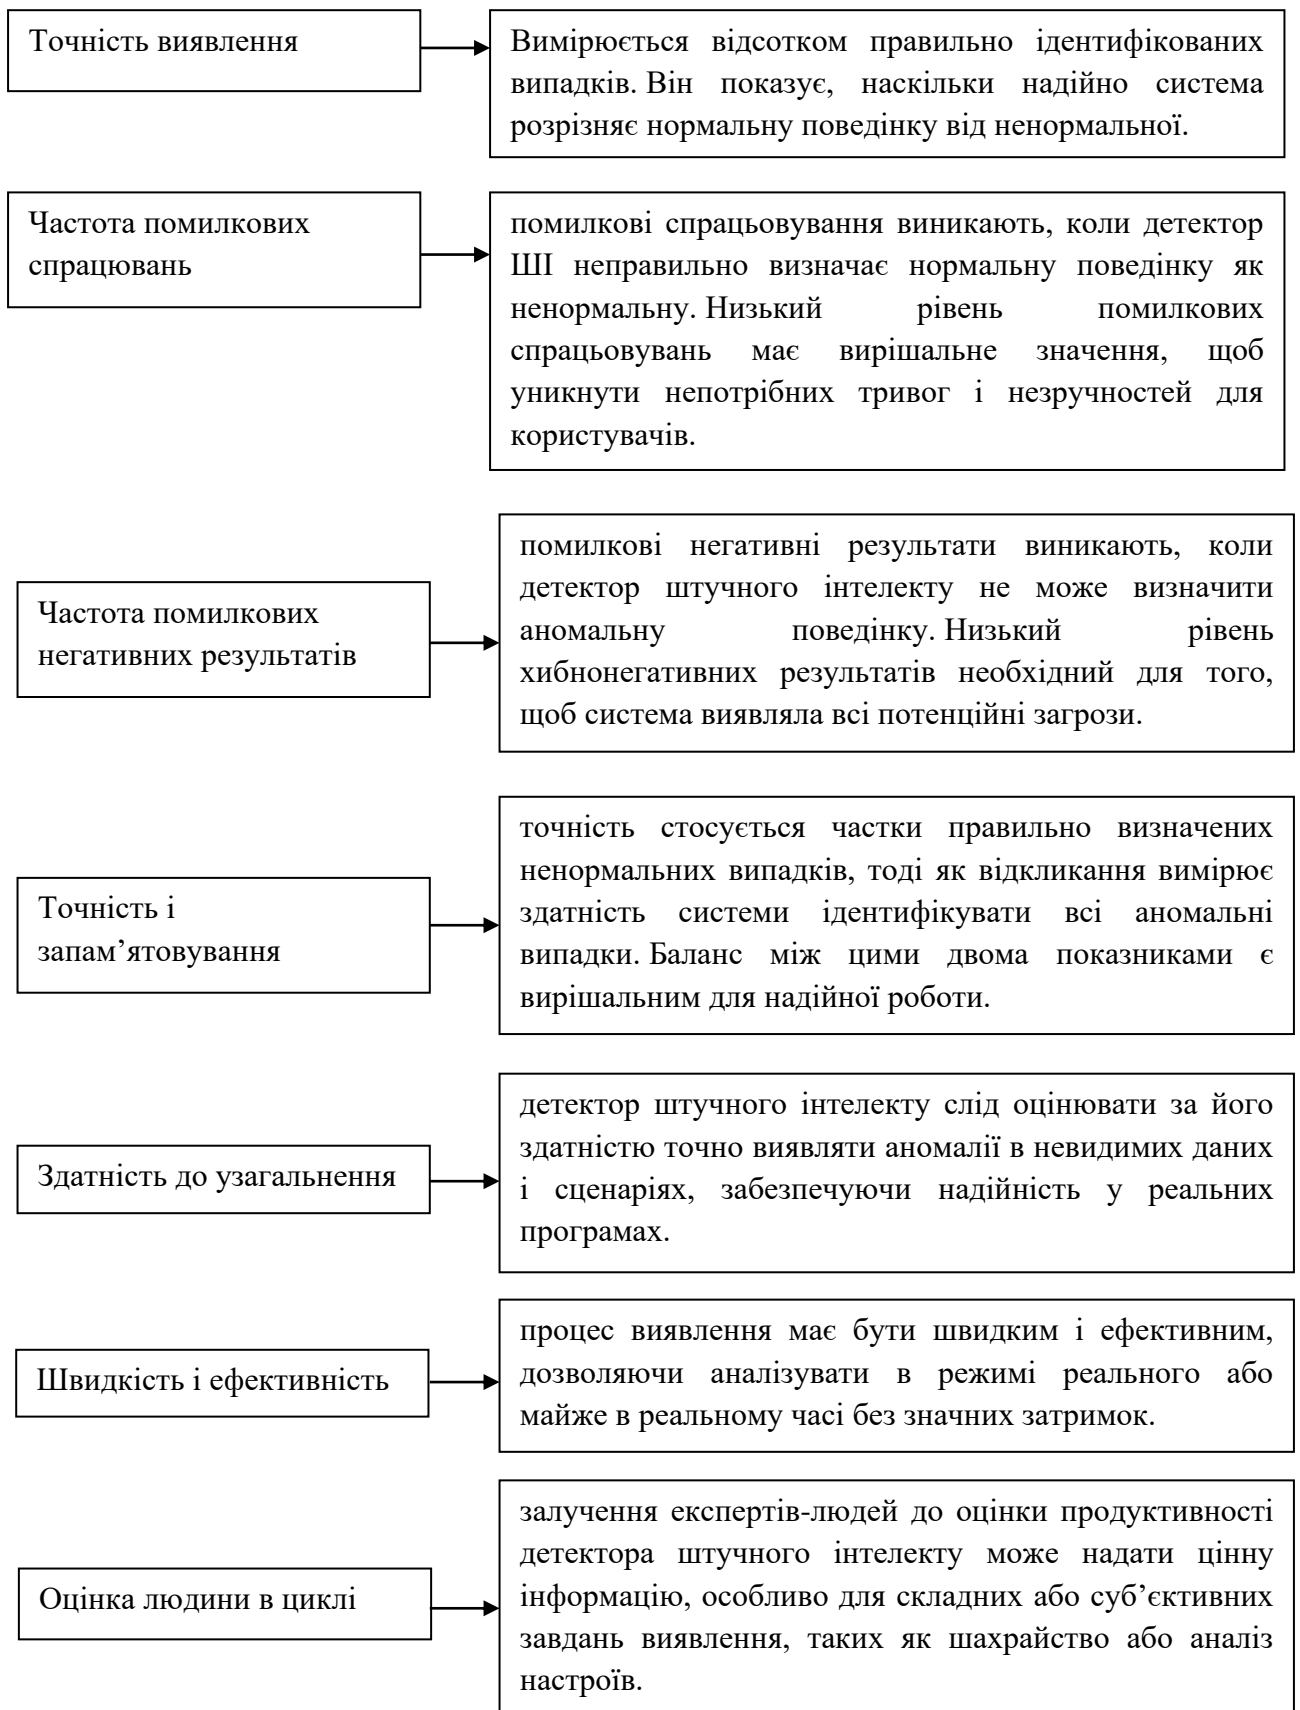 Точність виявлення
Вимірюється відсотком правильно ідентифікованих
випадків. Він показує, наскільки надійно система
розрізняє нормальну поведінку від ненормальної.
Частота помилкових
спрацювань
помилкові спрацьовування виникають, коли детектор
ШІ неправильно визначає нормальну поведінку як
ненормальну. Низький рівень помилкових
спрацьовувань має вирішальне значення, щоб
уникнути непотрібних тривог і незручностей для
користувачів.
Частота помилкових
негативних результатів
помилкові негативні результати виникають, коли
детектор штучного інтелекту не може визначити
аномальну поведінку. Низький рівень
хибнонегативних результатів необхідний для того,
щоб система виявляла всі потенційні загрози.
Точність і
запам’ятовування
точність стосується частки правильно визначених
ненормальних випадків, тоді як відкликання вимірює
здатність системи ідентифікувати всі аномальні
випадки. Баланс між цими двома показниками є
вирішальним для надійної роботи.
Здатність до узагальнення
детектор штучного інтелекту слід оцінювати за його
здатністю точно виявляти аномалії в невидимих даних
і сценаріях, забезпечуючи надійність у реальних
програмах.
Швидкість і ефективність
процес виявлення має бути швидким і ефективним,
дозволяючи аналізувати в режимі реального або
майже в реальному часі без значних затримок.
Оцінка людини в циклі
залучення експертів-людей до оцінки продуктивності
детектора штучного інтелекту може надати цінну
інформацію, особливо для складних або суб’єктивних
завдань виявлення, таких як шахрайство або аналіз
настроїв.